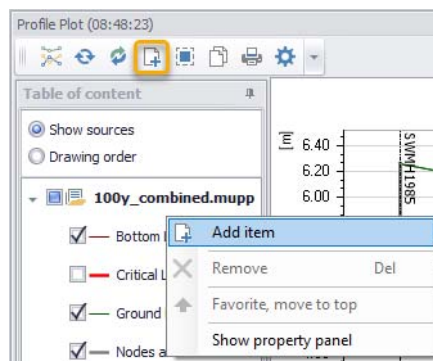 Profile Plot (08:48:23)
Table of content
Show sources
Drawing order
100y_combined.mupp
Bottom
Critical L
Ground
Nodes a
Add item
Remove Del
Favorite, move to top
Show property panel
[m]
6.40
6.20
6.00
SWMH1985